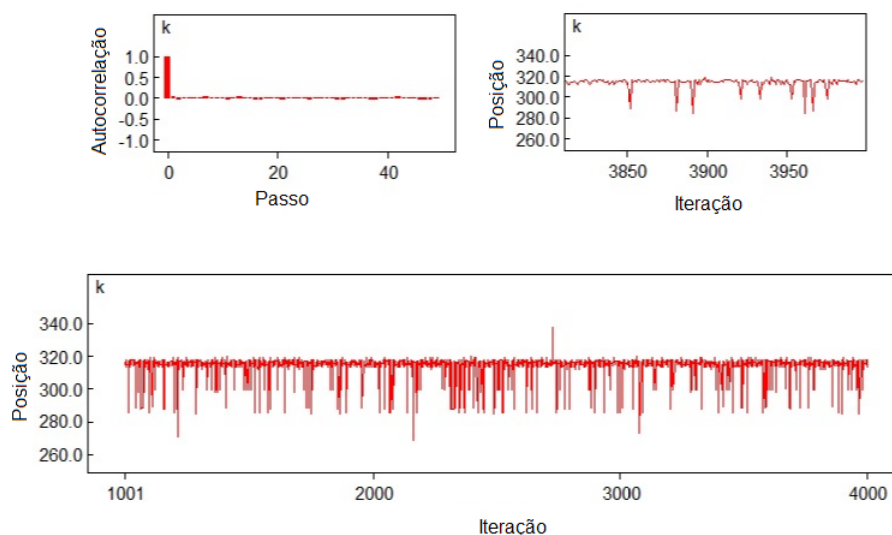 k
Autocorrelação
1.0
0.5
0.0
-0.5
-1.0
0 20 40
Passo
k
Posição
340.0
320.0
300.0
280.0
260.0
3850 3900 3950
Iteração
k
Posição
340.0
320.0
300.0
280.0
260.0
1001 2000 3000 4000
Iteração